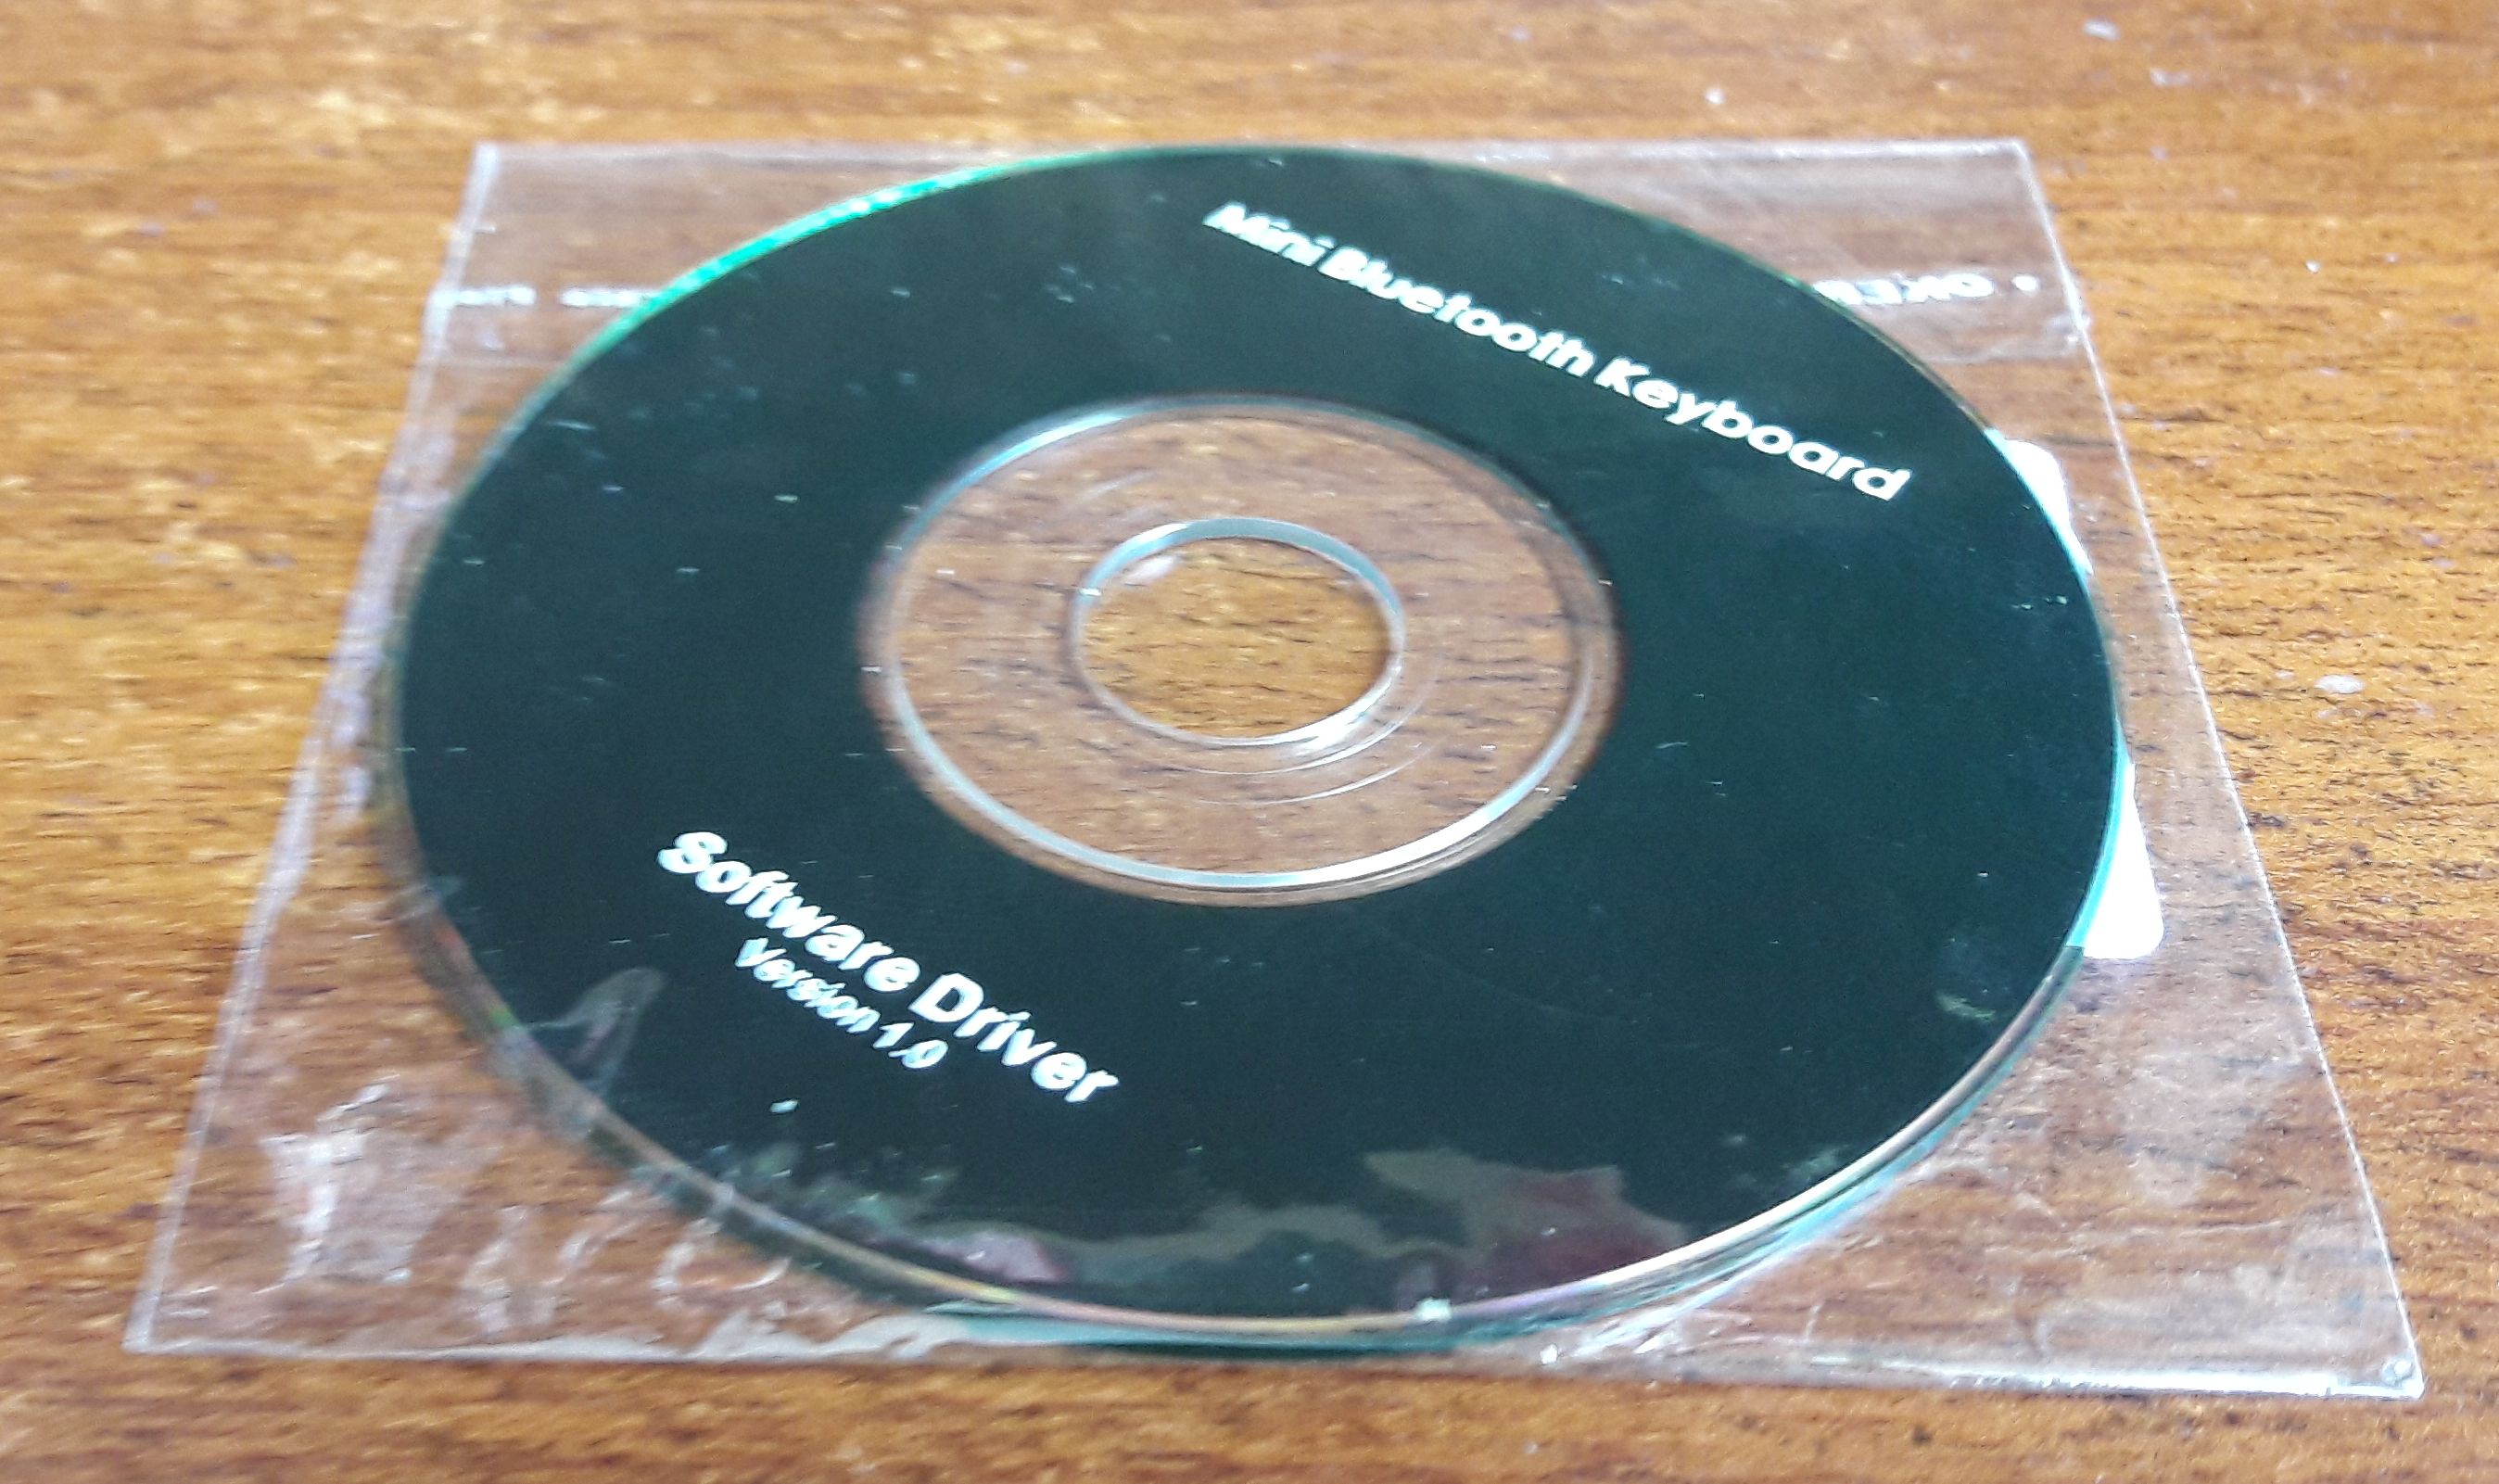 Mini Bluetooth Keyboard
Software Driver
Version 1.0